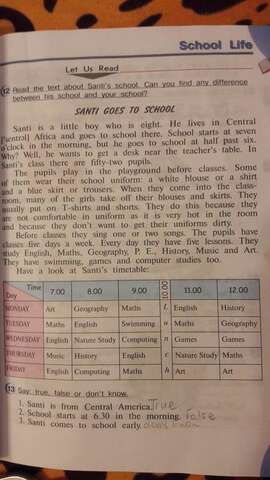 School Life
Let Us Read
12 Read the text about Santi's school. Can you find any difference
between his school and your school?
SANTI GOES TO SCHOOL
Santi is a little boy who is eight. He lives in Central
['sentrəl] Africa and goes to school there. School starts at seven
o'clock in the morning, but he goes to school at half past six.
Why? Well, he wants to get a desk near the teacher's table. In
Santi's class there are fifty-two pupils.
The pupils play in the playground before classes. Some
of them wear their school uniform: a white blouse or a shirt
and a blue skirt or trousers. When they come into the class-
room, many of the girls take off their blouses and skirts. They
usually put on T-shirts and shorts. They do this because they
are not comfortable in uniform as it is very hot in the room
and because they don't want to get their uniforms dirty.
Before classes they sing one or two songs. The pupils have
classes five days a week. Every day they have five lessons. They
study English, Maths, Geography, P. E., History, Music and Art.
They have swimming, games and computer studies too.
Have a look at Santi's timetable:
Time Day 7.00 8.00 9.00 10.00 11.00 12.00
MONDAY Art Geography Maths L English History
TUESDAY Maths English Swimming u Maths Geography
WEDNESDAY English Nature Study Computing n Games Games
THURSDAY Music History English c Nature Study Maths
FRIDAY English Computing Maths h Art Art
13 Say: true, false or don't know.
1. Santi is from Central America. True
2. School starts at 6.30 in the morning. false
3. Santi comes to school early. don't know